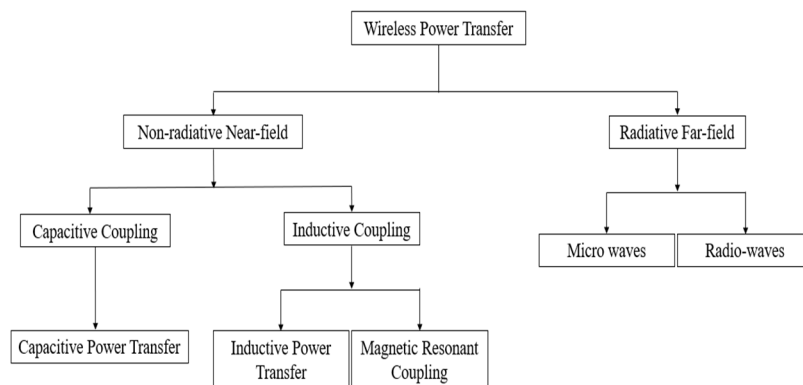 Wireless Power Transfer
Non-radiative Near-field
Radiative Far-field
Capacitive Coupling
Inductive Coupling
Micro waves
Radio-waves
Capacitive Power Transfer
Inductive Power
Transfer
Magnetic Resonant
Coupling